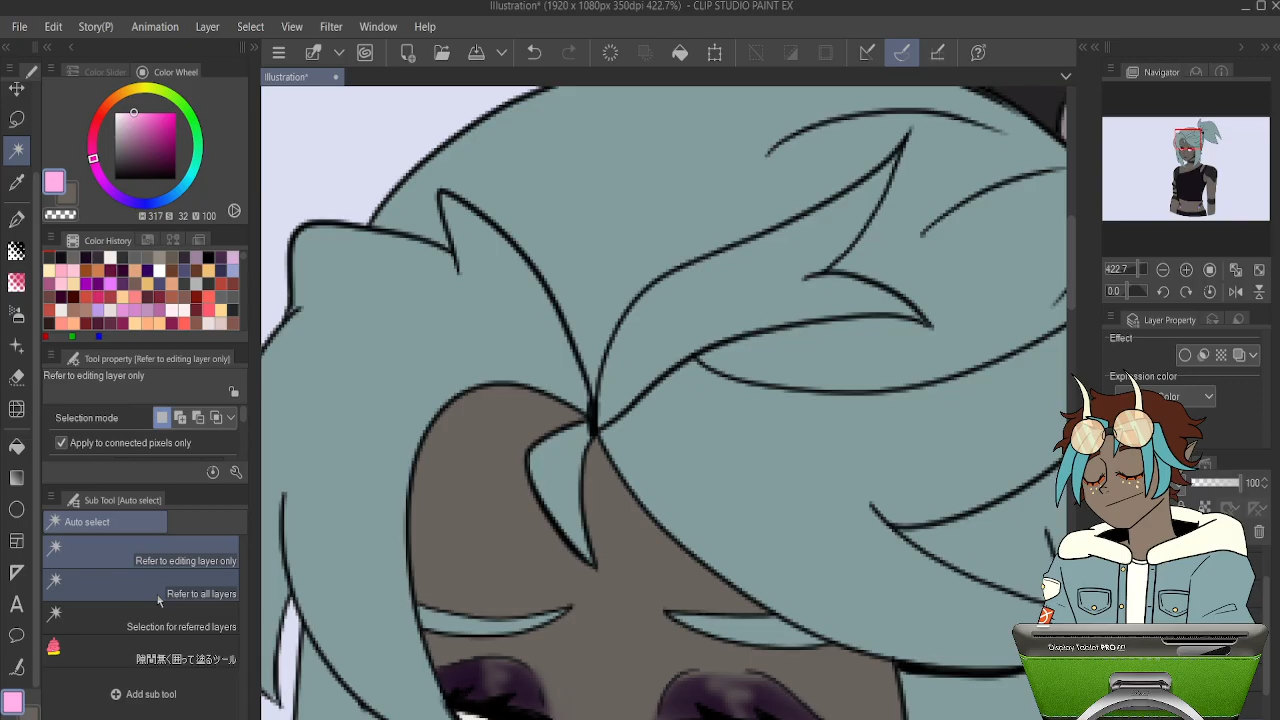 Illustration* (1920 x 1080px 350dpi 422.7%) - CLIP STUDIO PAINT EX
File Edit Story(P) Animation Layer Select View Filter Window Help
Color Slider Color Wheel
Illustration*
Navigator
H 317 S 32 V 100
Color History
422.7
0.0
Layer Property
Effect
Expression color
Color
Tool property [Refer to editing layer only]
Refer to editing layer only
Selection mode
Apply to connected pixels only
100
Sub Tool [Auto select]
Auto select
Refer to editing layer only
Refer to all layers
Selection for referred layers
隙間無く囲って塗るツール
Add sub tool
Display Tablet PRO